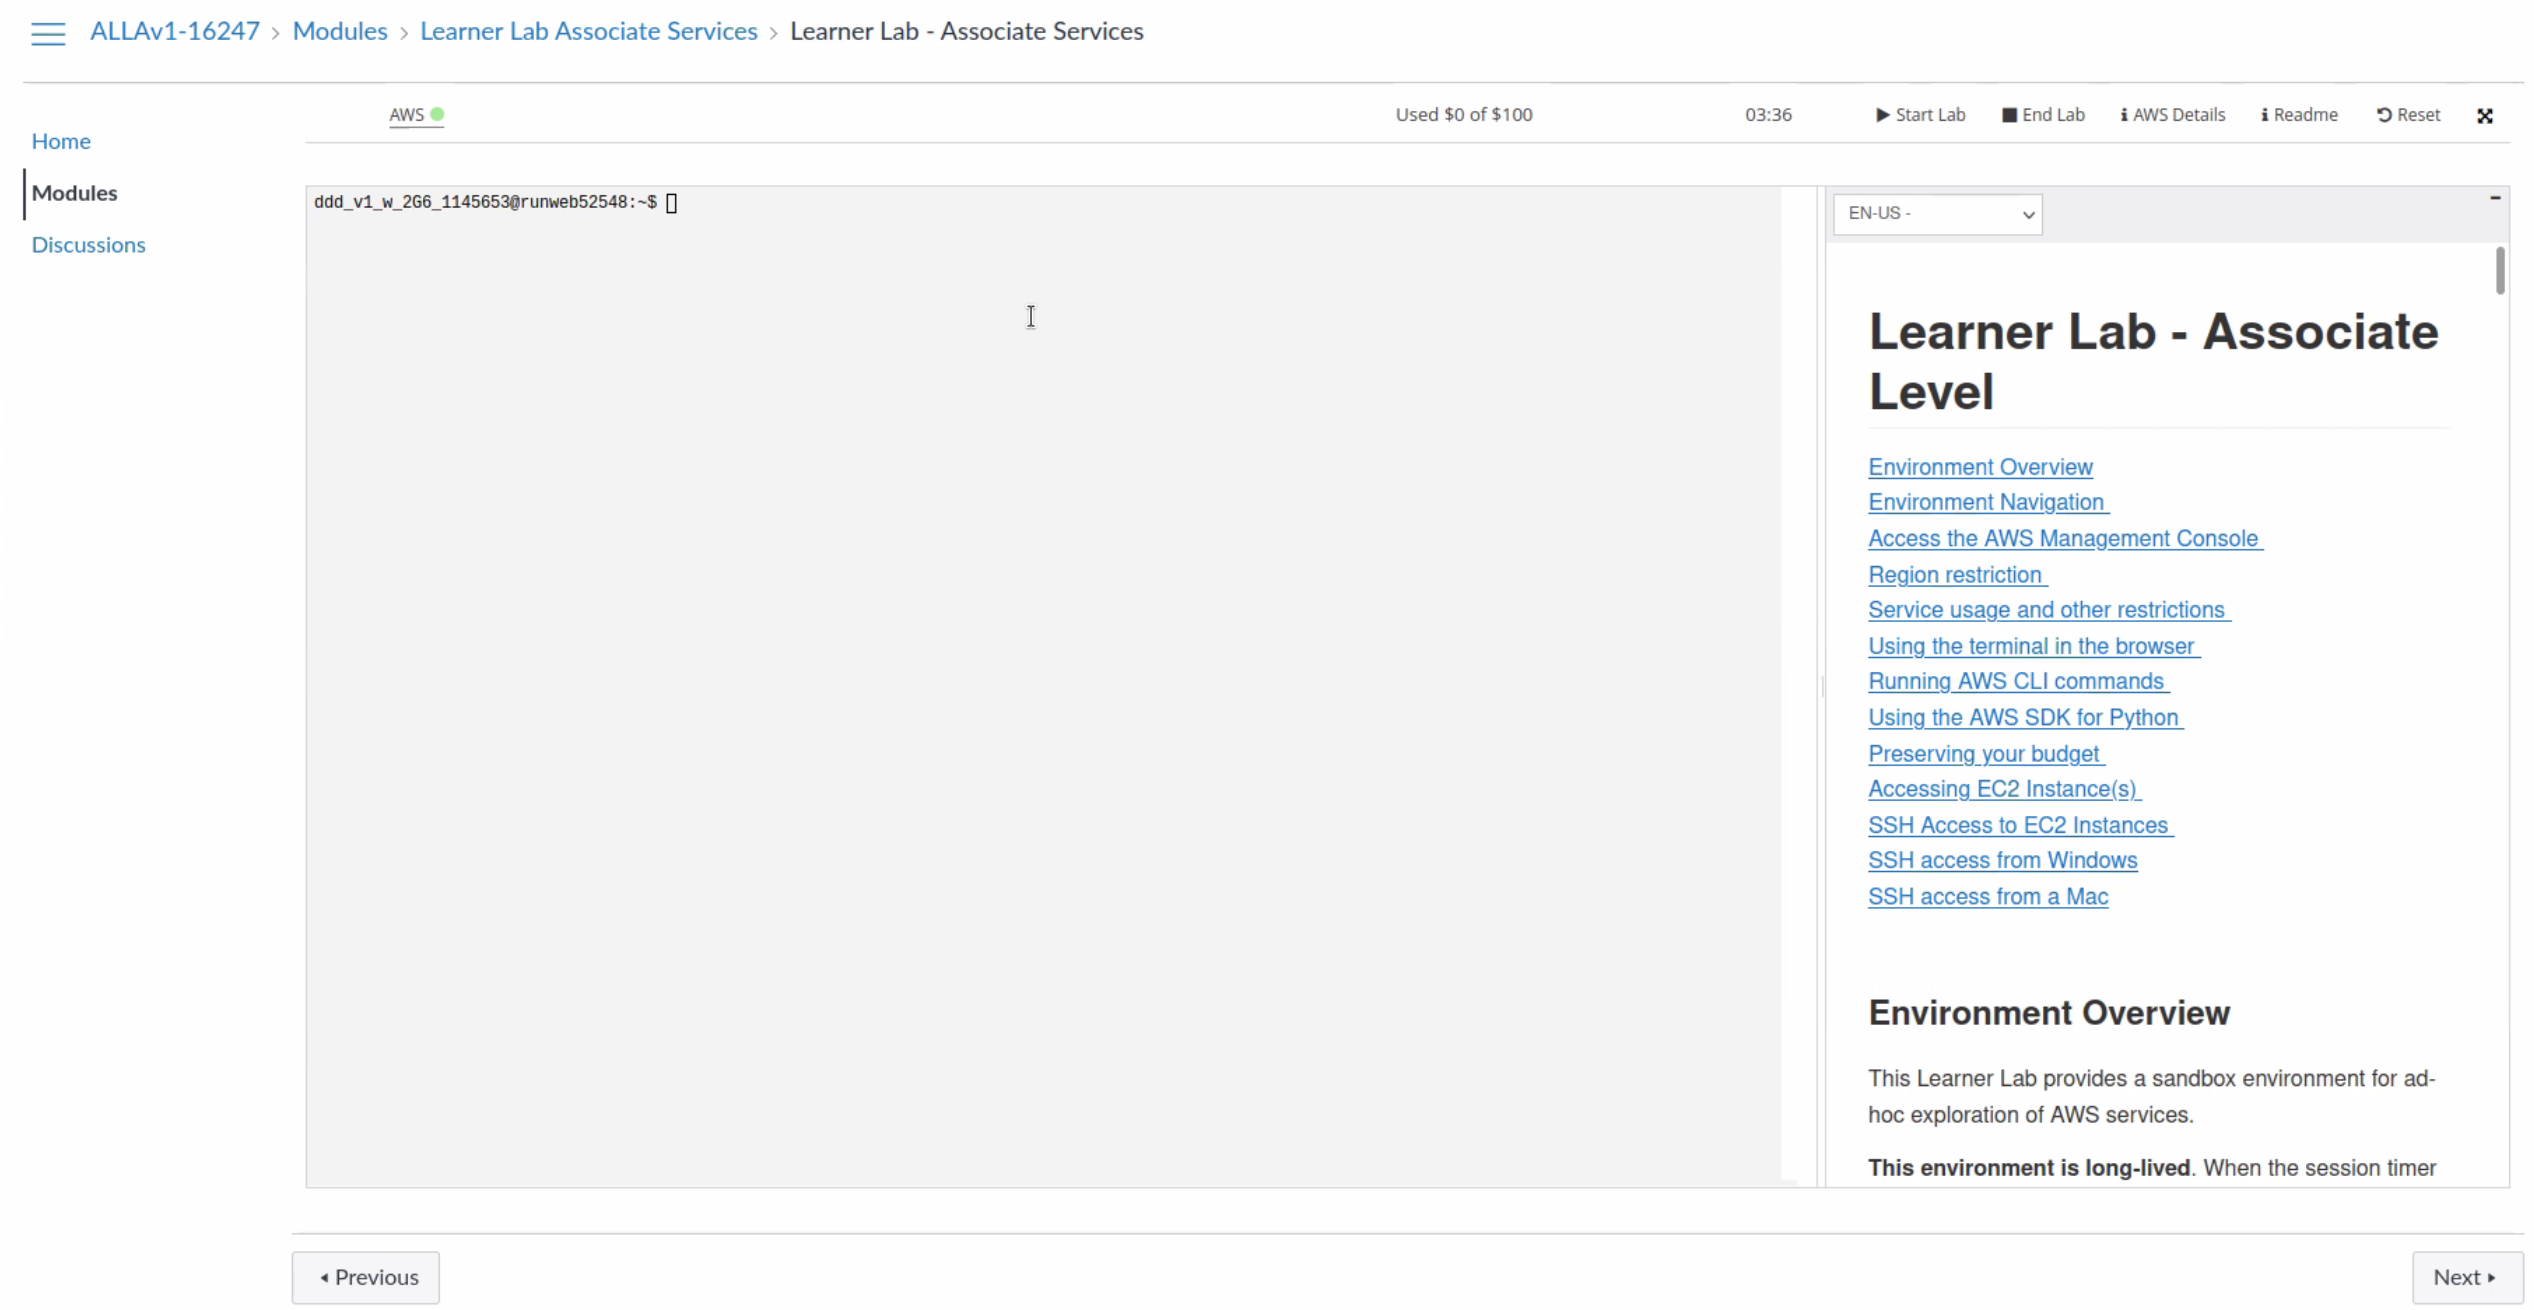 ALLAv1-16247 › Modules › Learner Lab Associate Services › Learner Lab - Associate Services
AWS
Used $0 of $100
03:36
Start Lab
End Lab
AWS Details
Readme
Reset
Home
Modules
Discussions
ddd_v1_w_2G6_1145653@runweb52548:~$
EN-US -
Learner Lab - Associate
Level
Environment Overview
Environment Navigation
Access the AWS Management Console
Region restriction
Service usage and other restrictions
Using the terminal in the browser
Running AWS CLI commands
Using the AWS SDK for Python
Preserving your budget
Accessing EC2 Instance(s)
SSH Access to EC2 Instances
SSH access from Windows
SSH access from a Mac
Environment Overview
This Learner Lab provides a sandbox environment for ad-
hoc exploration of AWS services.
This environment is long-lived. When the session timer
Previous
Next